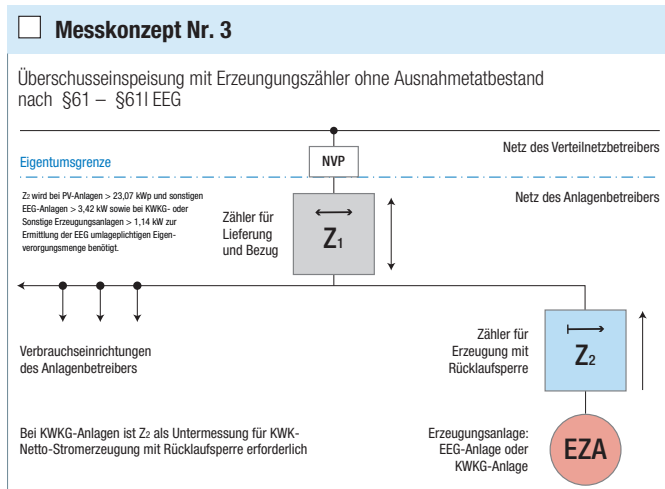 Messkonzept Nr. 3
Überschusseinspeisung mit Erzeungungszähler ohne Ausnahmetatbestand
nach §61 – §61l EEG
Netz des Verteilnetzbetreibers
NVP
Eigentumsgrenze
Netz des Anlagenbetreibers
Z2 wird bei PV-Anlagen > 23,07 kWp und sonstigen
EEG-Anlagen > 3,42 kW sowie bei KWKG- oder
Sonstige Erzeugungsanlagen > 1,14 kW zur
Ermittlung der EEG umlageplichtigen Eigen-
verorgungsmenge benötigt.
Zähler für
Lieferung
und Bezug
Z1
Verbrauchseinrichtungen
des Anlagenbetreibers
Zähler für
Erzeugung mit
Rücklaufsperre
Z2
Bei KWKG-Anlagen ist Z2 als Untermessung für KWK-
Netto-Stromerzeugung mit Rücklaufsperre erforderlich
Erzeugungsanlage:
EEG-Anlage oder
KWKG-Anlage
EZA